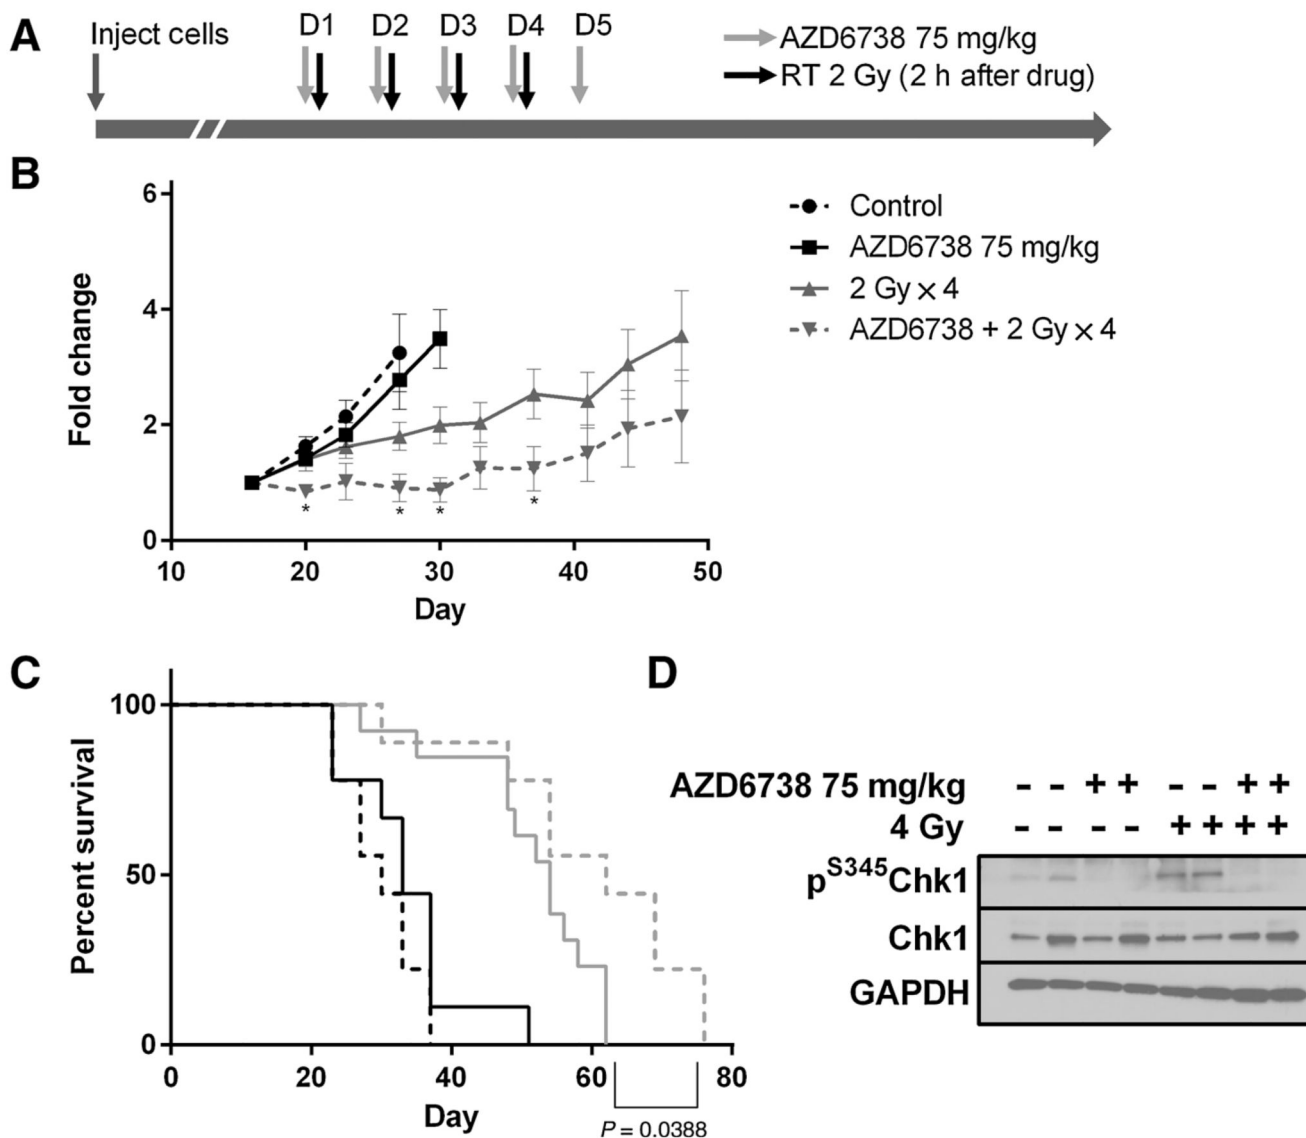 A
Inject cells
D1 D2 D3 D4 D5
AZD6738 75 mg/kg
RT 2 Gy (2 h after drug)
B
Fold change
6
4
2
0
10 20 30 40 50
Day
* * * *
Control
AZD6738 75 mg/kg
2 Gy × 4
AZD6738 + 2 Gy × 4
C
Percent survival
100
50
0
0 20 40 60 80
Day
P = 0.0388
D
AZD6738 75 mg/kg - - + + - - + +
4 Gy - - - - + + + +
pS345Chk1
Chk1
GAPDH